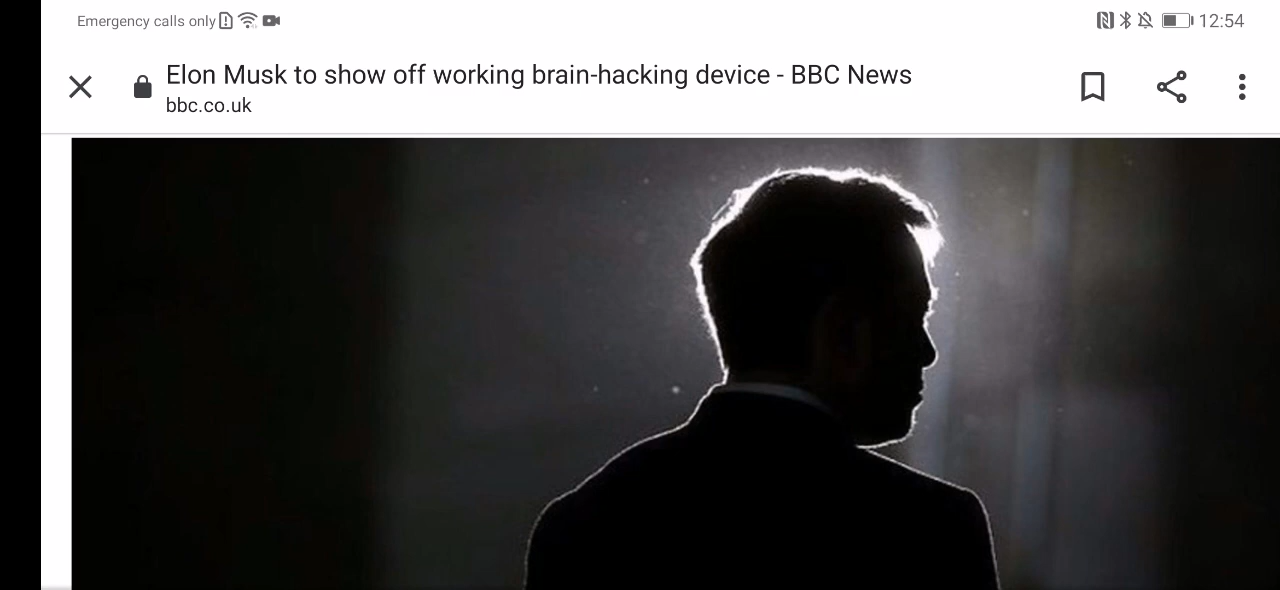 Emergency calls only
12:54
Elon Musk to show off working brain-hacking device - BBC News
bbc.co.uk